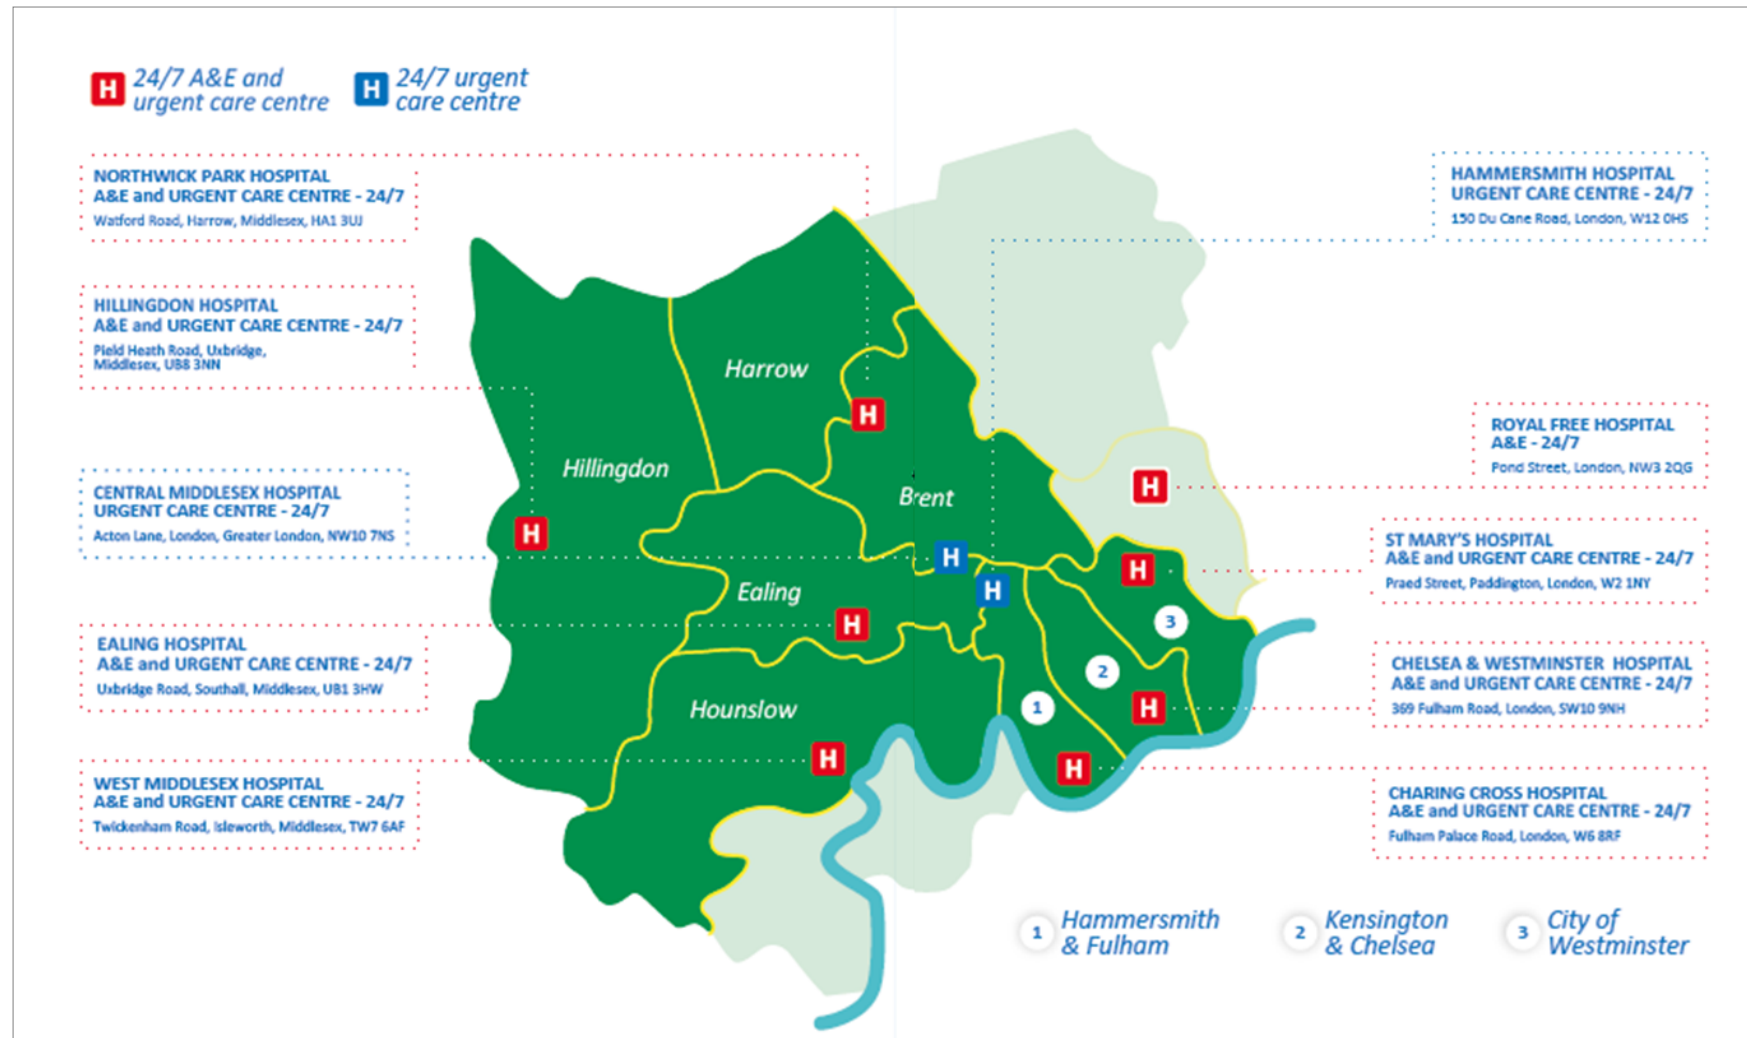 H 24/7 A&E and
urgent care centre
H 24/7 urgent
care centre
NORTHWICK PARK HOSPITAL
A&E and URGENT CARE CENTRE - 24/7
Watford Road, Harrow, Middlesex, HA1 3UJ
HILLINGDON HOSPITAL
A&E and URGENT CARE CENTRE - 24/7
Pield Heath Road, Uxbridge,
Middlesex, UB8 3NN
CENTRAL MIDDLESEX HOSPITAL
URGENT CARE CENTRE - 24/7
Acton Lane, London, Greater London, NW10 7NS
EALING HOSPITAL
A&E and URGENT CARE CENTRE - 24/7
Uxbridge Road, Southall, Middlesex, UB1 3HW
WEST MIDDLESEX HOSPITAL
A&E and URGENT CARE CENTRE - 24/7
Twickenham Road, Isleworth, Middlesex, TW7 6AF
Harrow
H
Hillingdon
H
Brent
H
H
Ealing
H
Hounslow
H
H
H
3
2
1
H
H
HAMMERSMITH HOSPITAL
URGENT CARE CENTRE - 24/7
150 Du Cane Road, London, W12 0HS
ROYAL FREE HOSPITAL
A&E - 24/7
Pond Street, London, NW3 2QG
ST MARY'S HOSPITAL
A&E and URGENT CARE CENTRE - 24/7
Praed Street, Paddington, London, W2 1NY
CHELSEA & WESTMINSTER HOSPITAL
A&E and URGENT CARE CENTRE - 24/7
369 Fulham Road, London, SW10 9NH
CHARING CROSS HOSPITAL
A&E and URGENT CARE CENTRE - 24/7
Fulham Palace Road, London, W6 8RF
1 Hammersmith
& Fulham
2 Kensington
& Chelsea
3 City of
Westminster